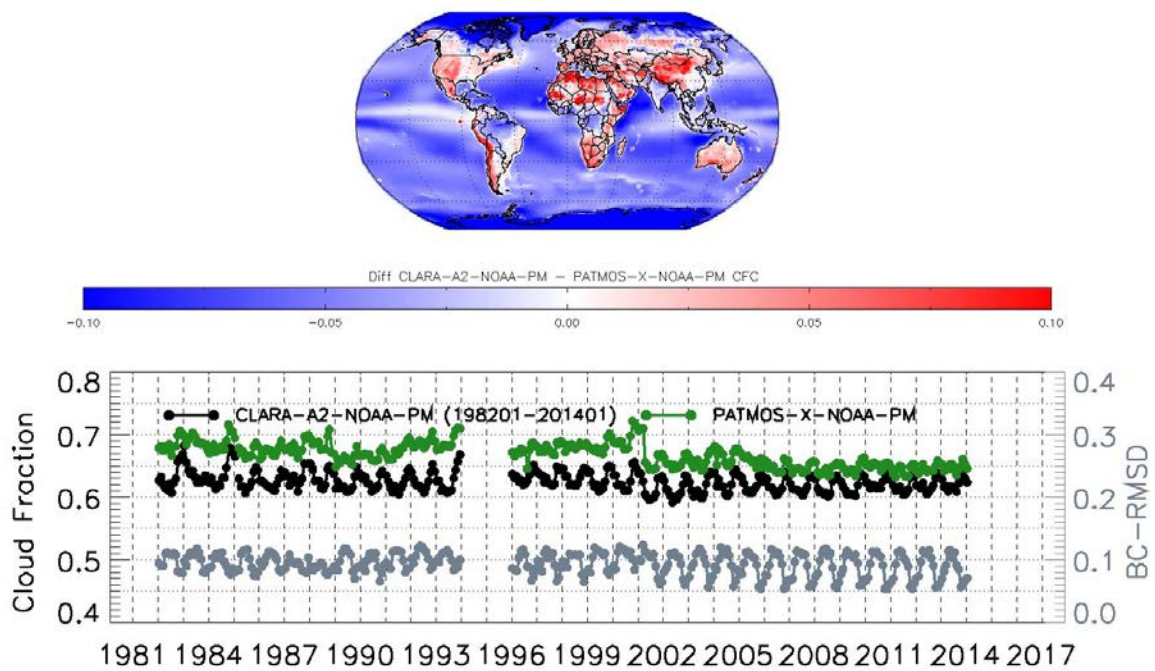 Diff CLARA-A2-NOAA-PM - PATMOS-X-NOAA-PM CFC
-0.10 -0.05 0.00 0.05 0.10
CLARA-A2-NOAA-PM (198201-201401) PATMOS-X-NOAA-PM
Cloud Fraction
0.8
0.7
0.6
0.5
0.4
BC-RMSD
0.4
0.3
0.2
0.1
0.0
1981 1984 1987 1990 1993 1996 1999 2002 2005 2008 2011 2014 2017